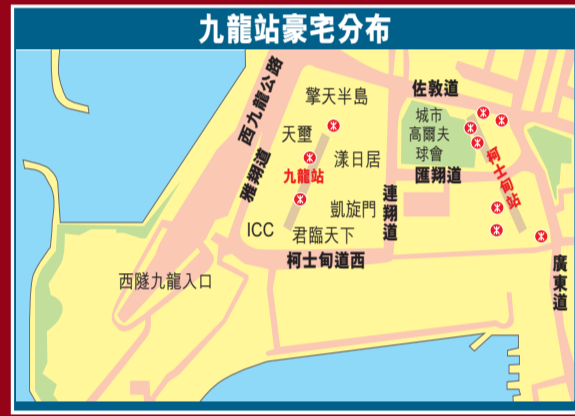 九龍站豪宅分布
西九龍公路
擎天半島
佐敦道
城市
高爾夫
球會
天璽
漾日居
九龍站
雅翔道
匯翔道
柯士甸站
連翔道
凱旋門
ICC
君臨天下
柯士甸道西
廣東道
西隧九龍入口